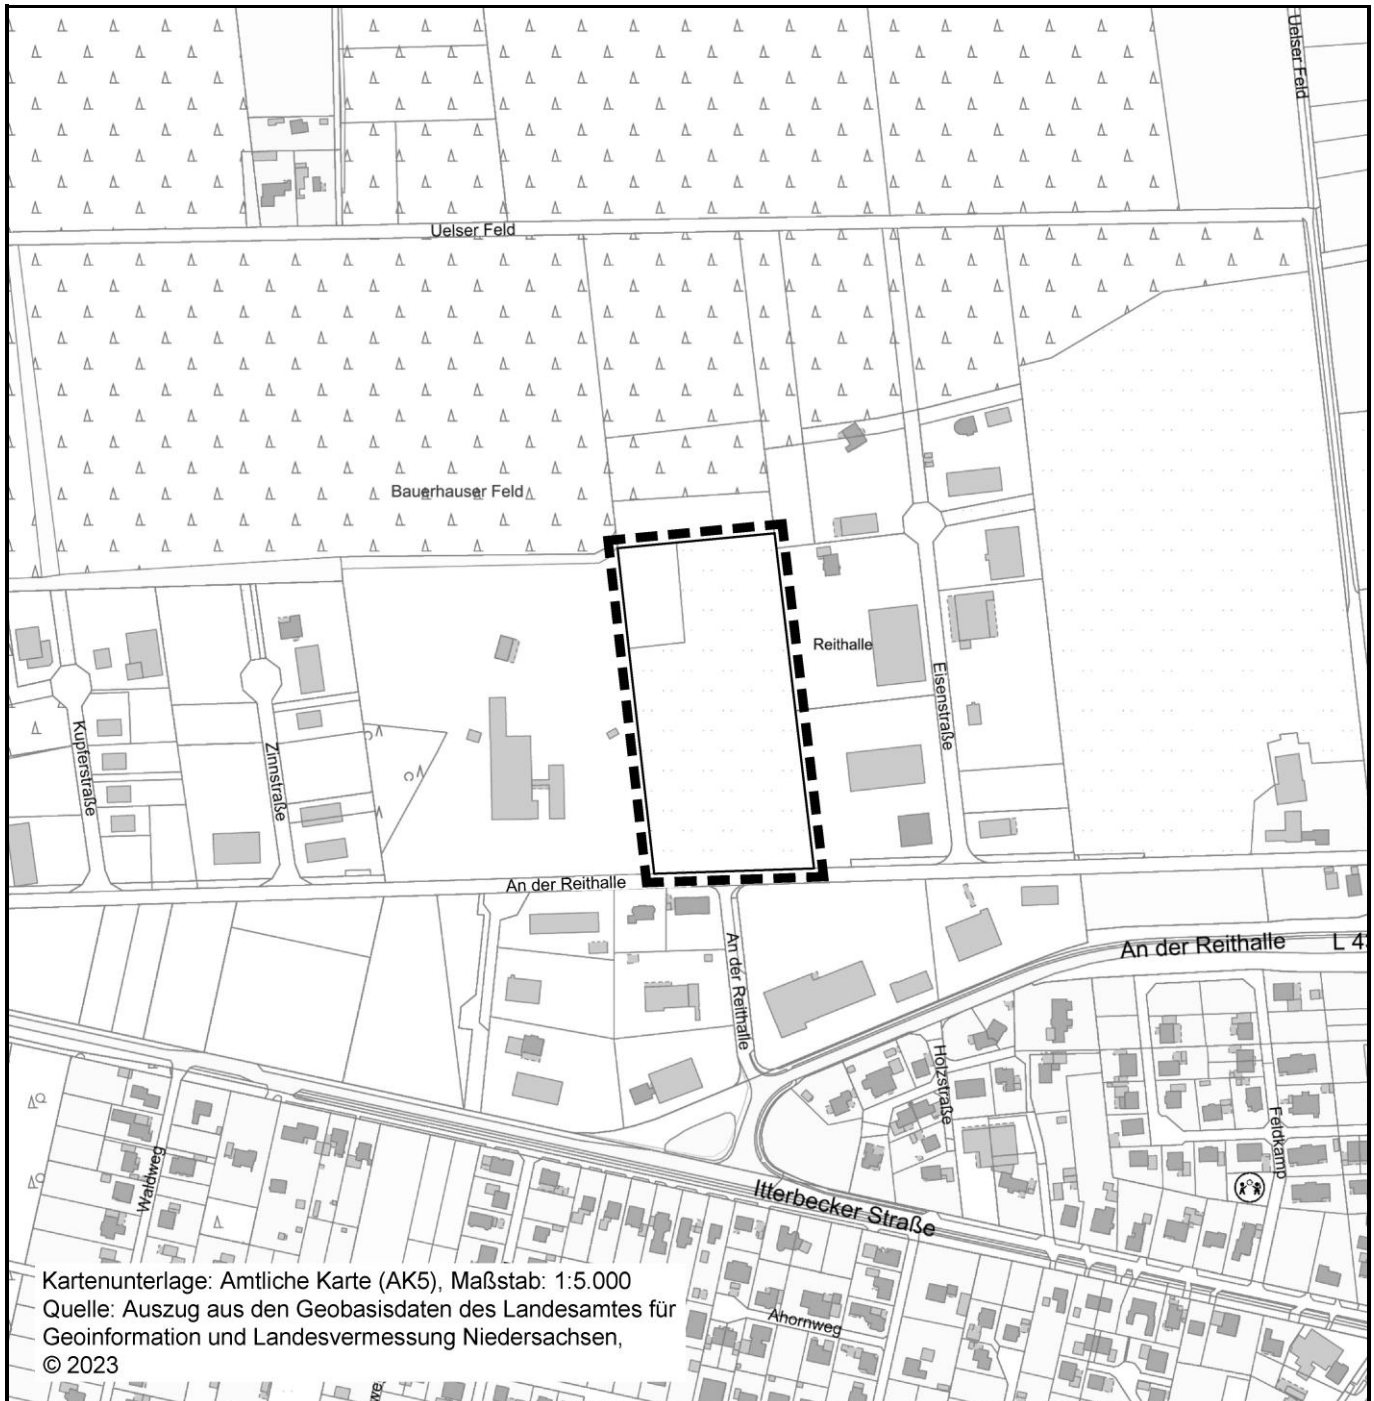 Uelser Feld
Uelser Feld
Bauerhauser Feld
Reithalle
Eisenstraße
Kupferstraße
Zinnstraße
An der Reithalle
An der Reithalle
An der Reithalle
L 43
Holzstraße
Feldkamp
Waldweg
Itterbecker Straße
Ahornweg
Kartenunterlage: Amtliche Karte (AK5), Maßstab: 1:5.000
Quelle: Auszug aus den Geobasisdaten des Landesamtes für
Geoinformation und Landesvermessung Niedersachsen,
© 2023